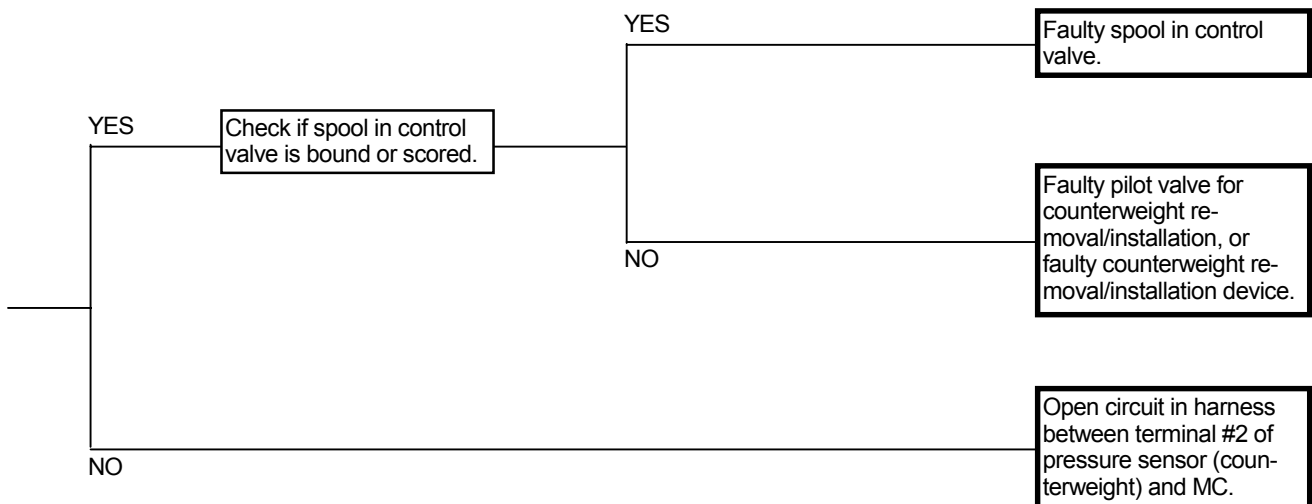 YES
Faulty spool in control
valve.
YES
Check if spool in control
valve is bound or scored.
Faulty pilot valve for
counterweight re-
moval/installation, or
faulty counterweight re-
moval/installation device.
NO
Open circuit in harness
between terminal #2 of
pressure sensor (coun-
terweight) and MC.
NO